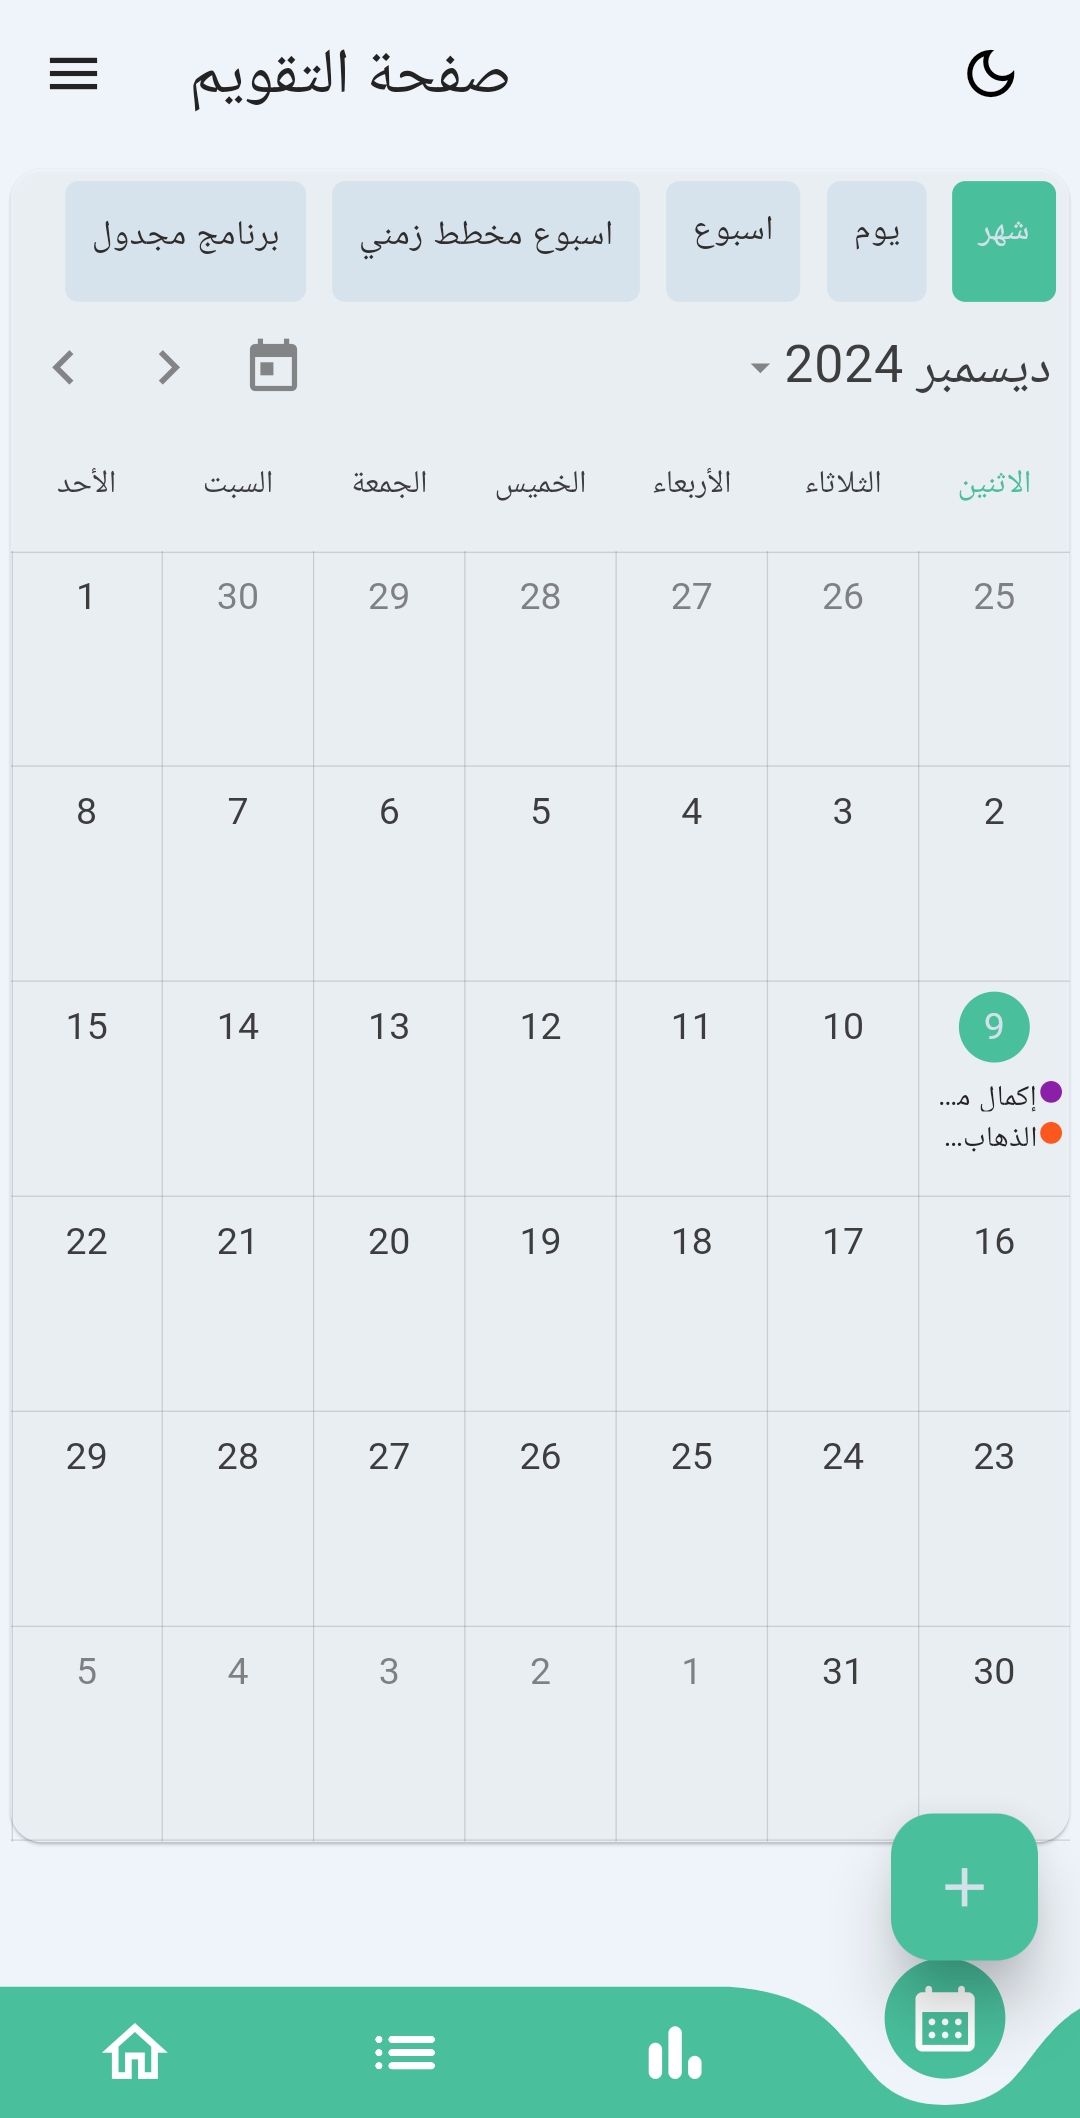 صفحة التقويم
شهر يوم اسبوع اسبوع مخطط زمني برنامج مجدول
ديسمبر 2024
الاثنين الثلاثاء الأربعاء الخميس الجمعة السبت الأحد
25 26 27 28 29 30 1
2 3 4 5 6 7 8
9 10 11 12 13 14 15
إكمال م...
الذهاب...
16 17 18 19 20 21 22
23 24 25 26 27 28 29
30 31 1 2 3 4 5